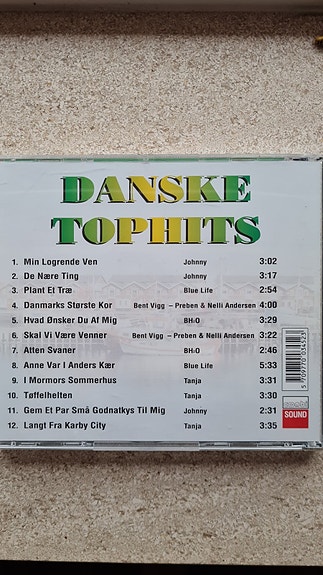 DANSKE
TOPHITS
1. Min Logrende Ven Johnny 3:02
2. De Nære Ting Johnny 3:17
3. Plant Et Træ Blue Life 2:54
4. Danmarks Største Kor Bent Vigg – Preben & Nelli Andersen 4:00
5. Hvad Ønsker Du Af Mig BH-O 3:29
6. Skal Vi Være Venner Bent Vigg – Preben & Nelli Andersen 3:22
7. Atten Svaner BH-O 2:46
8. Anne Var I Anders Kær Blue Life 5:33
9. I Mormors Sommerhus Tanja 3:31
10. Tøffelhelten Tanja 3:30
11. Gem Et Par Små Godnatkys Til Mig Johnny 2:31
12. Langt Fra Karby City Tanja 3:35
5 709770 034523
SOUND